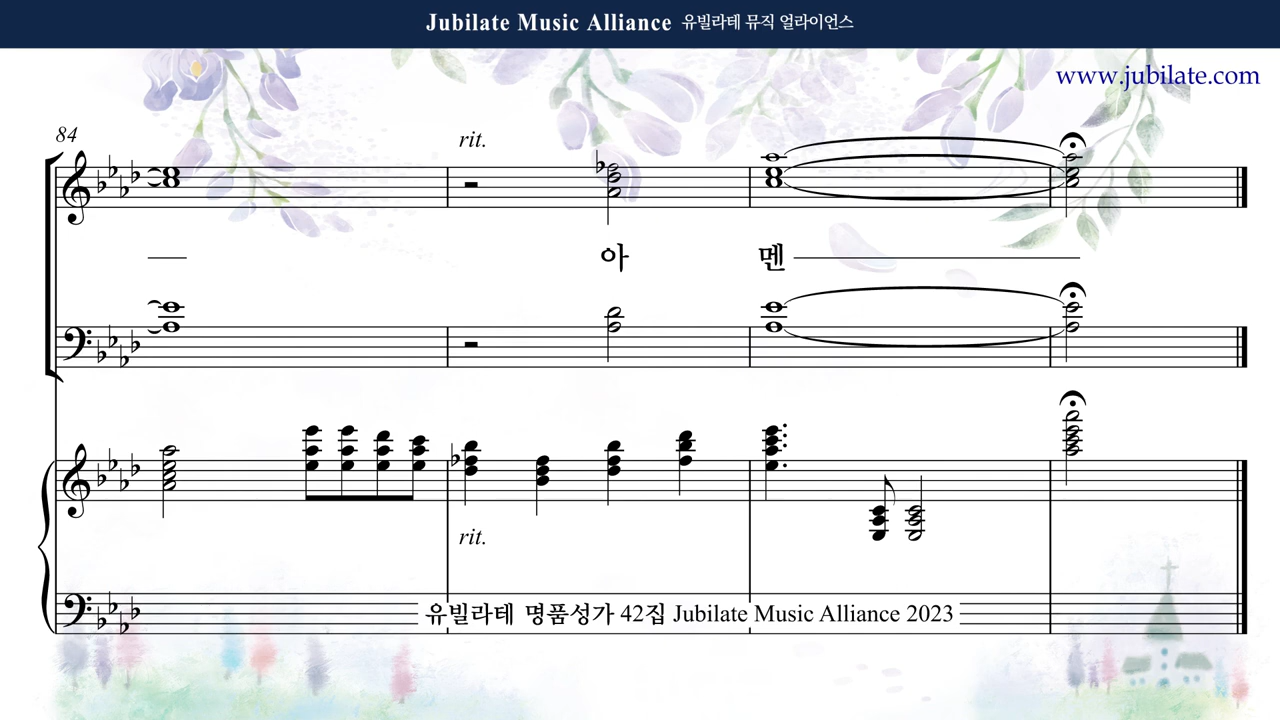 Jubilate Music Alliance 유빌라테 뮤직 얼라이언스
www.jubilate.com
84
rit.
아 멘
rit.
유빌라테 명품성가 42집 Jubilate Music Alliance 2023